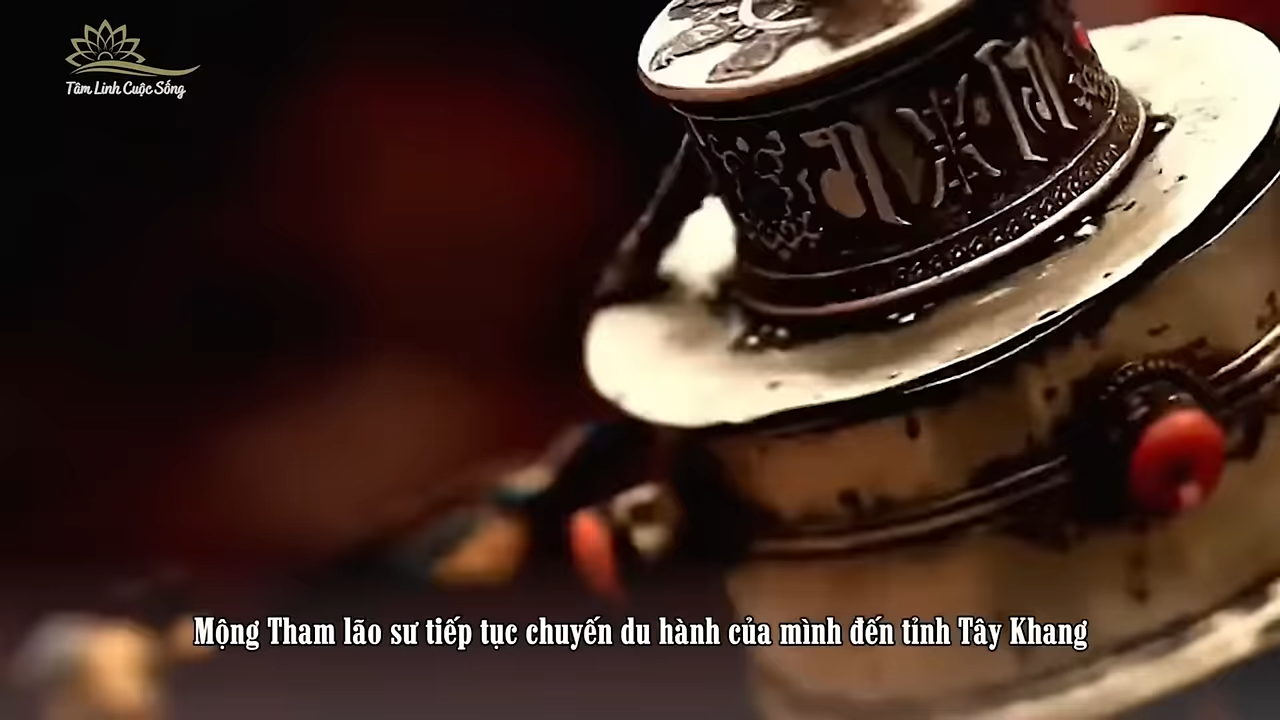 Tâm Linh Cuộc Sống
Mộng Tham lão sư tiếp tục chuyến du hành của mình đến tỉnh Tây Khang